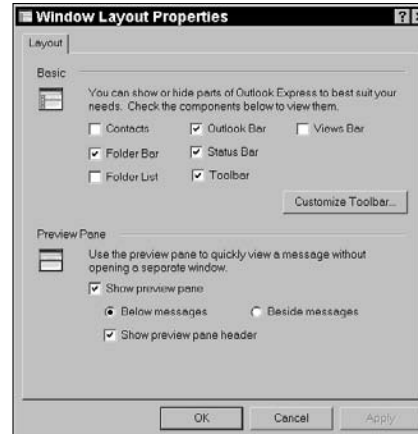 Window Layout Properties
Layout
Basic
You can show or hide parts of Outlook Express to best suit your
needs. Check the components below to view them.
Contacts Outlook Bar Views Bar
Folder Bar Status Bar
Folder List Toolbar
Customize Toolbar...
Preview Pane
Use the preview pane to quickly view a message without
opening a separate window.
Show preview pane
Below messages Beside messages
Show preview pane header
OK Cancel Apply